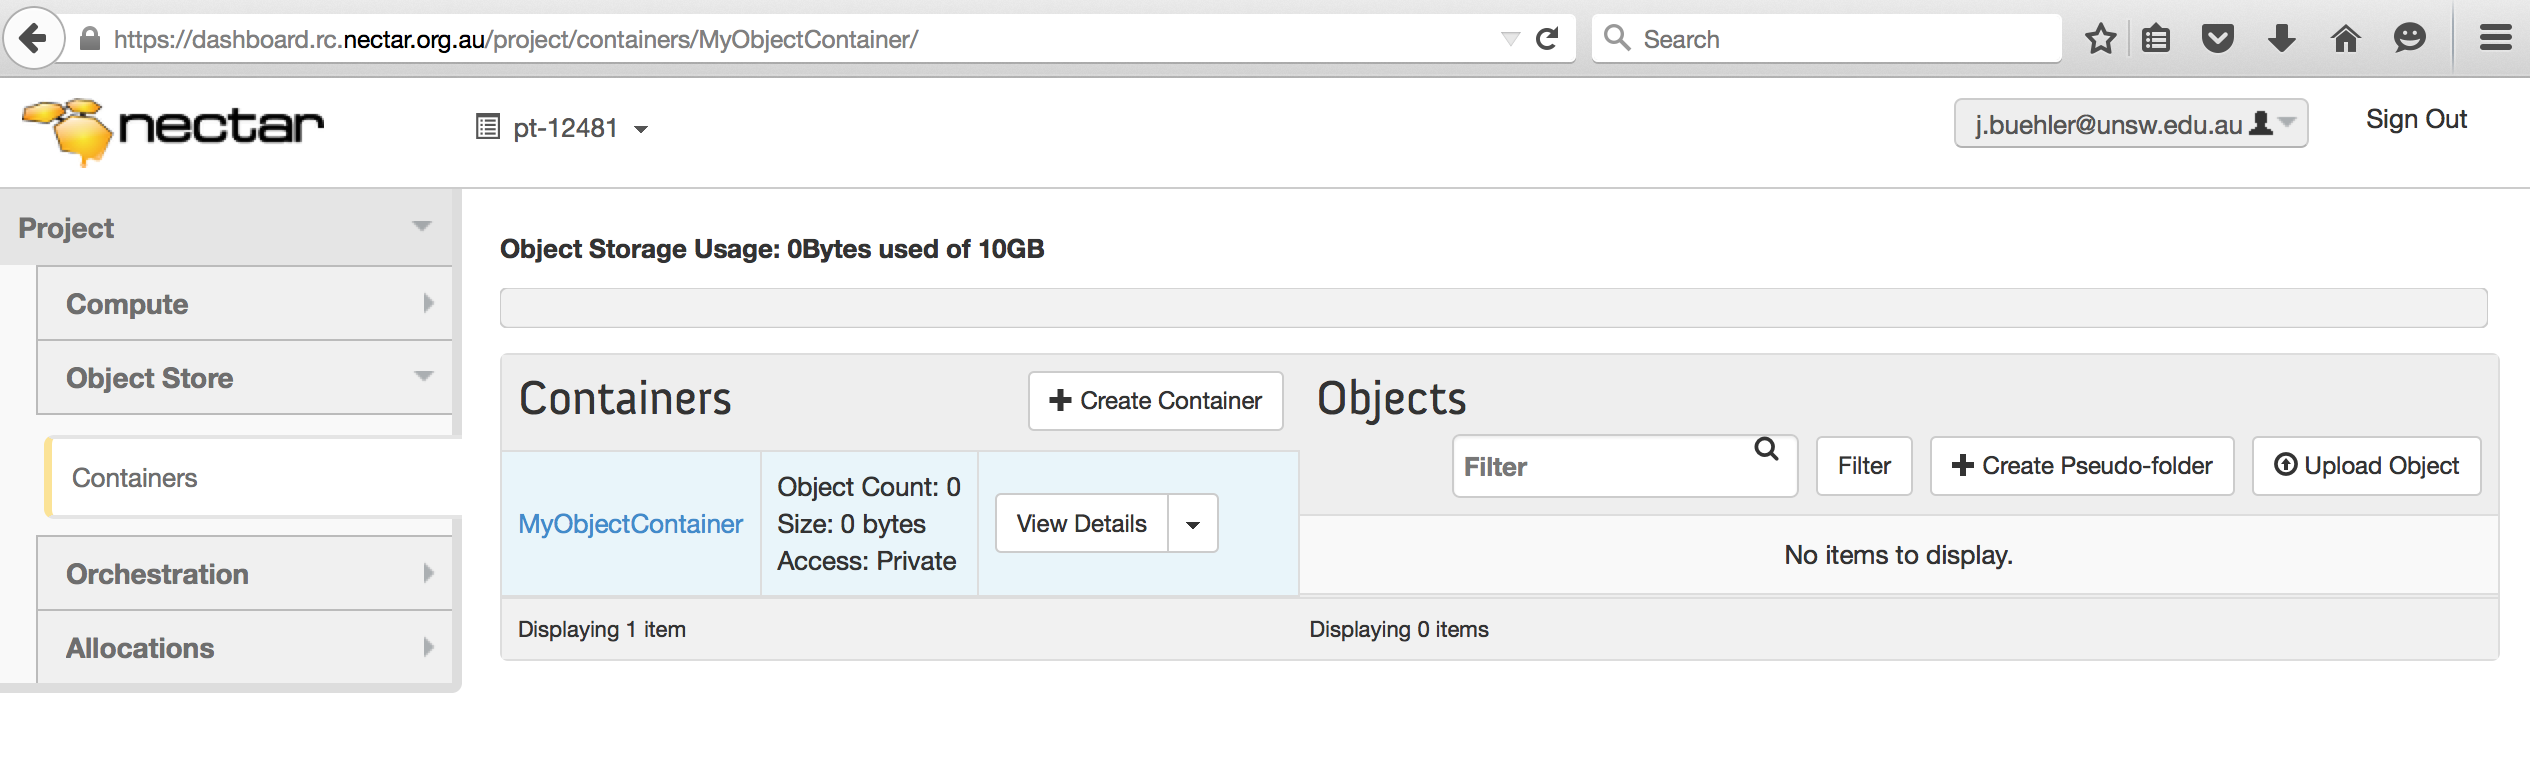 https://dashboard.rc.nectar.org.au/project/containers/MyObjectContainer/
Search
nectar
pt-12481
j.buehler@unsw.edu.au
Sign Out
Project
Compute
Object Store
Containers
Orchestration
Allocations
Object Storage Usage: 0Bytes used of 10GB
Containers
Create Container
MyObjectContainer
Object Count: 0
Size: 0 bytes
Access: Private
View Details
Displaying 1 item
Objects
Filter
Filter
Create Pseudo-folder
Upload Object
No items to display.
Displaying 0 items